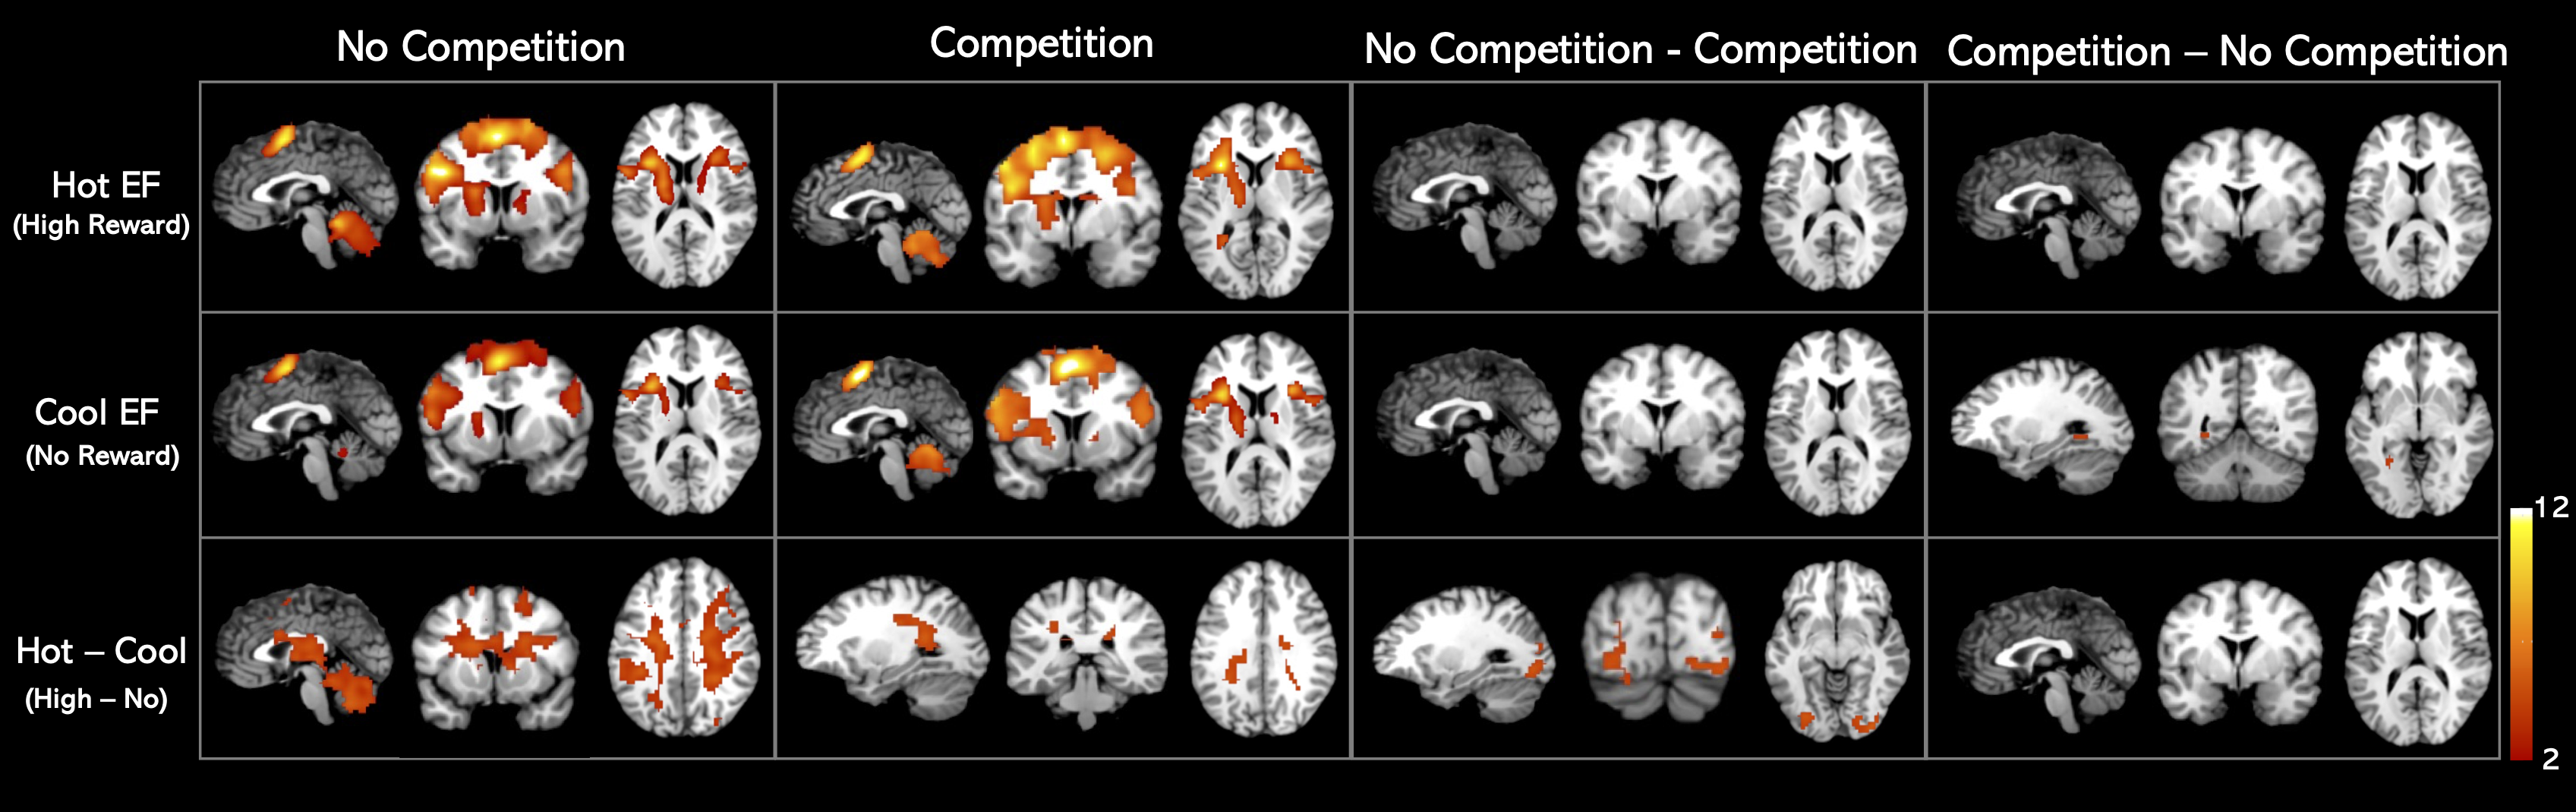 No Competition
Competition
No Competition - Competition
Competition – No Competition
Hot EF
(High Reward)
Cool EF
(No Reward)
12
Hot – Cool
(High – No)
2